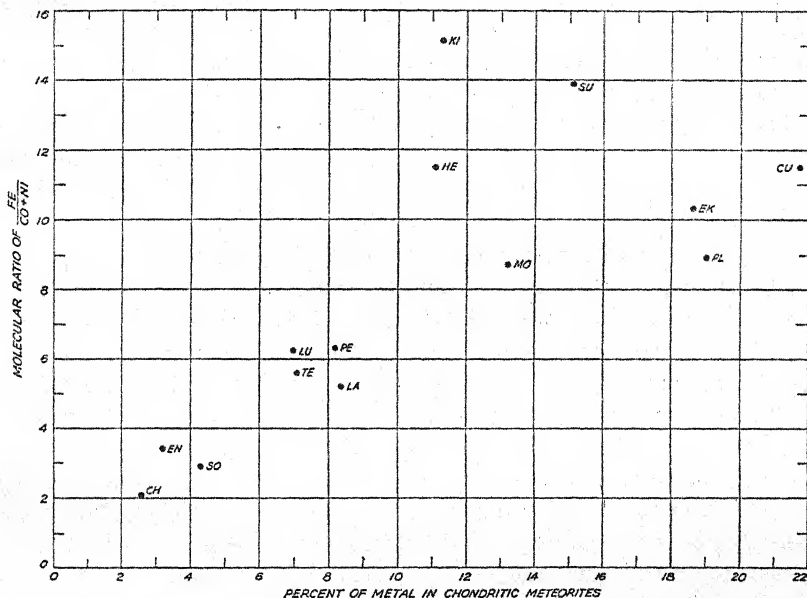 16
14
12
10
8
6
4
2
0
MOLECULAR RATIO OF FE
CO+NI
KI
SU
HE
CU
EK
PL
MO
LU
PE
TE
LA
EN
SO
CH
0 2 4 6 8 10 12 14 16 18 20 22
PERCENT OF METAL IN CHONDRITIC METEORITES